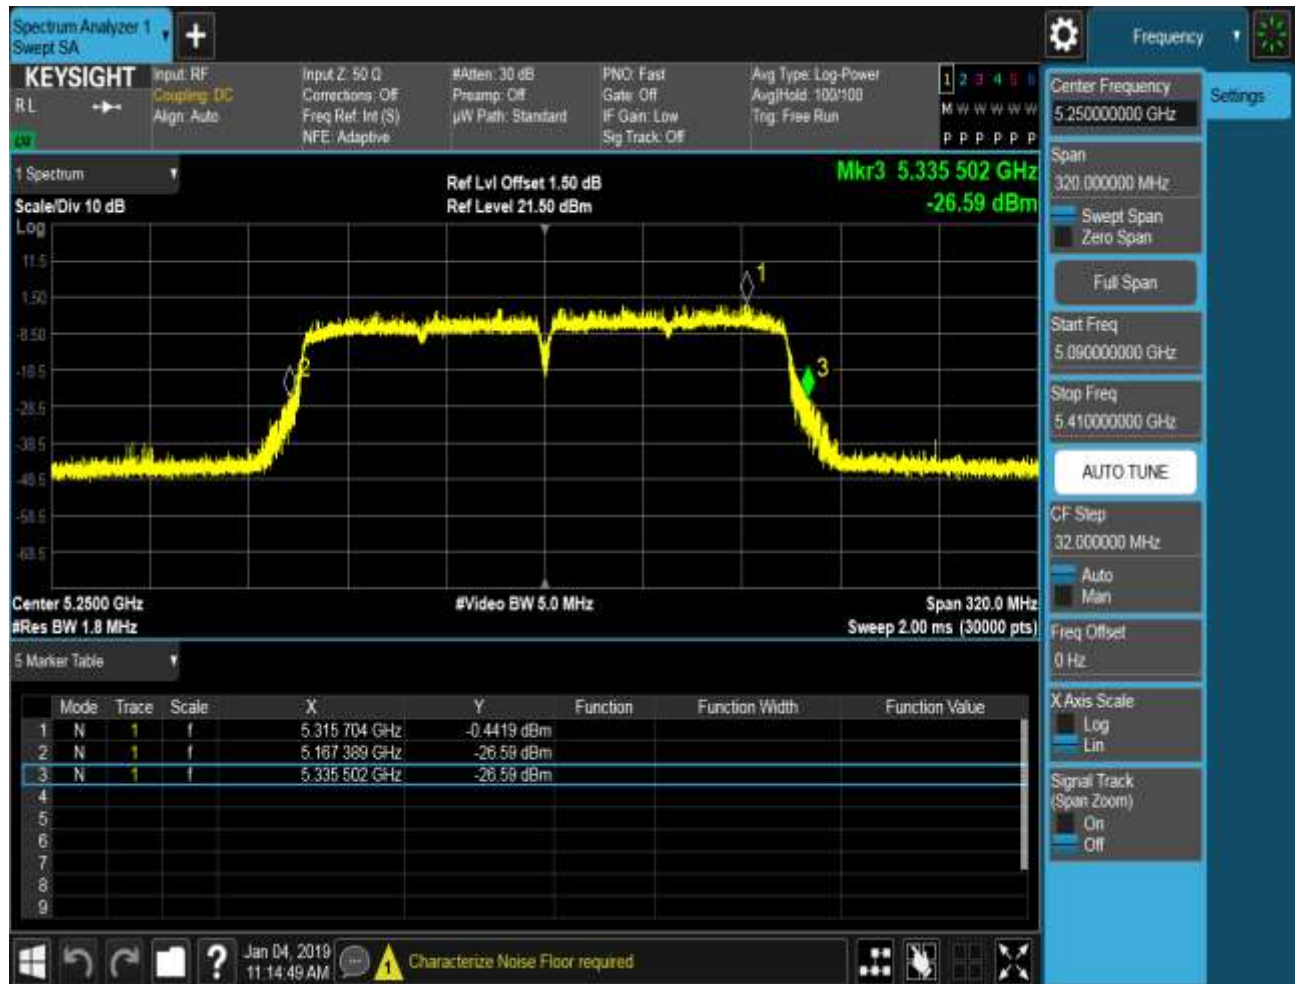 Spectrum Analyzer 1
Swept SA
+
Frequency
KEYSIGHT
R L
Input: RF
Coupling: DC
Align: Auto
Input Z: 50 Ω
Corrections: Off
Freq Ref: Int (S)
NFE: Adaptive
#Atten: 30 dB
Preamp: Off
µW Path: Standard
PNO: Fast
Gate: Off
IF Gain: Low
Sig Track: Off
Avg Type: Log-Power
Avg|Hold: 100/100
Trig: Free Run
1 2 3 4 5 6
M W W W W W
P P P P P P
1 Spectrum
Scale/Div 10 dB
Ref Lvl Offset 1.50 dB
Ref Level 21.50 dBm
Mkr3 5.335 502 GHz
-26.59 dBm
Log
11.5
1.50
-8.50
-18.5
-28.5
-38.5
-48.5
-58.5
-68.5
1
2
3
Center 5.2500 GHz
#Res BW 1.8 MHz
#Video BW 5.0 MHz
Span 320.0 MHz
Sweep 2.00 ms (30000 pts)
5 Marker Table
Mode Trace Scale X Y Function Function Width Function Value
1 N 1 f 5.315 704 GHz -0.4419 dBm
2 N 1 f 5.167 389 GHz -26.59 dBm
3 N 1 f 5.335 502 GHz -26.59 dBm
4
5
6
7
8
9
Jan 04, 2019
11:14:49 AM
?
1
Characterize Noise Floor required
Center Frequency
5.250000000 GHz
Settings
Span
320.000000 MHz
Swept Span
Zero Span
Full Span
Start Freq
5.090000000 GHz
Stop Freq
5.410000000 GHz
AUTO TUNE
CF Step
32.000000 MHz
Auto
Man
Freq Offset
0 Hz
X Axis Scale
Log
Lin
Signal Track
(Span Zoom)
On
Off